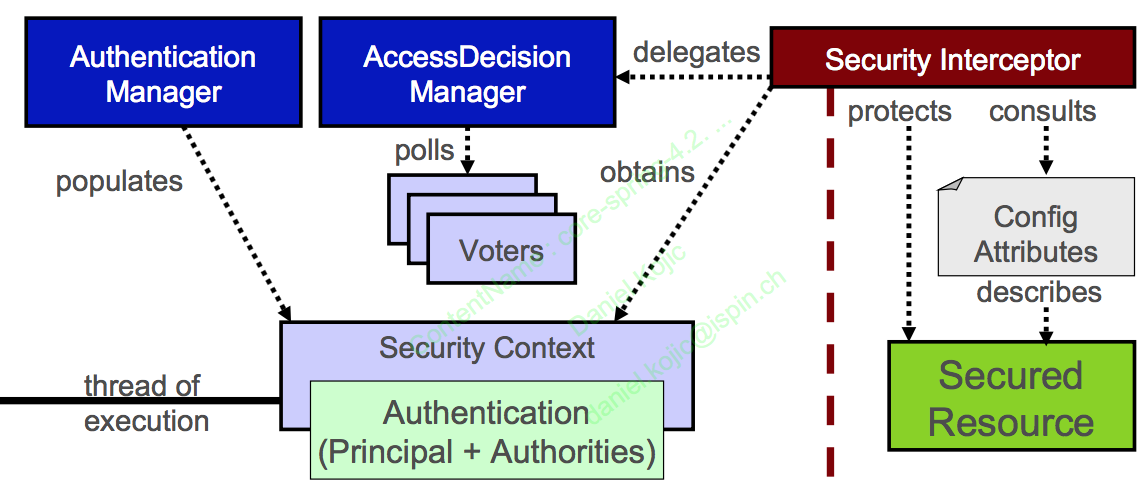 Authentication
Manager
AccessDecision
Manager
delegates
Security Interceptor
protects
consults
polls
populates
obtains
Voters
Config
Attributes
describes
Security Context
thread of
execution
Authentication
(Principal + Authorities)
Secured
Resource
ContentName : core-spring-4.2. ...
Daniel Kojic
daniel.kojic@ispin.ch